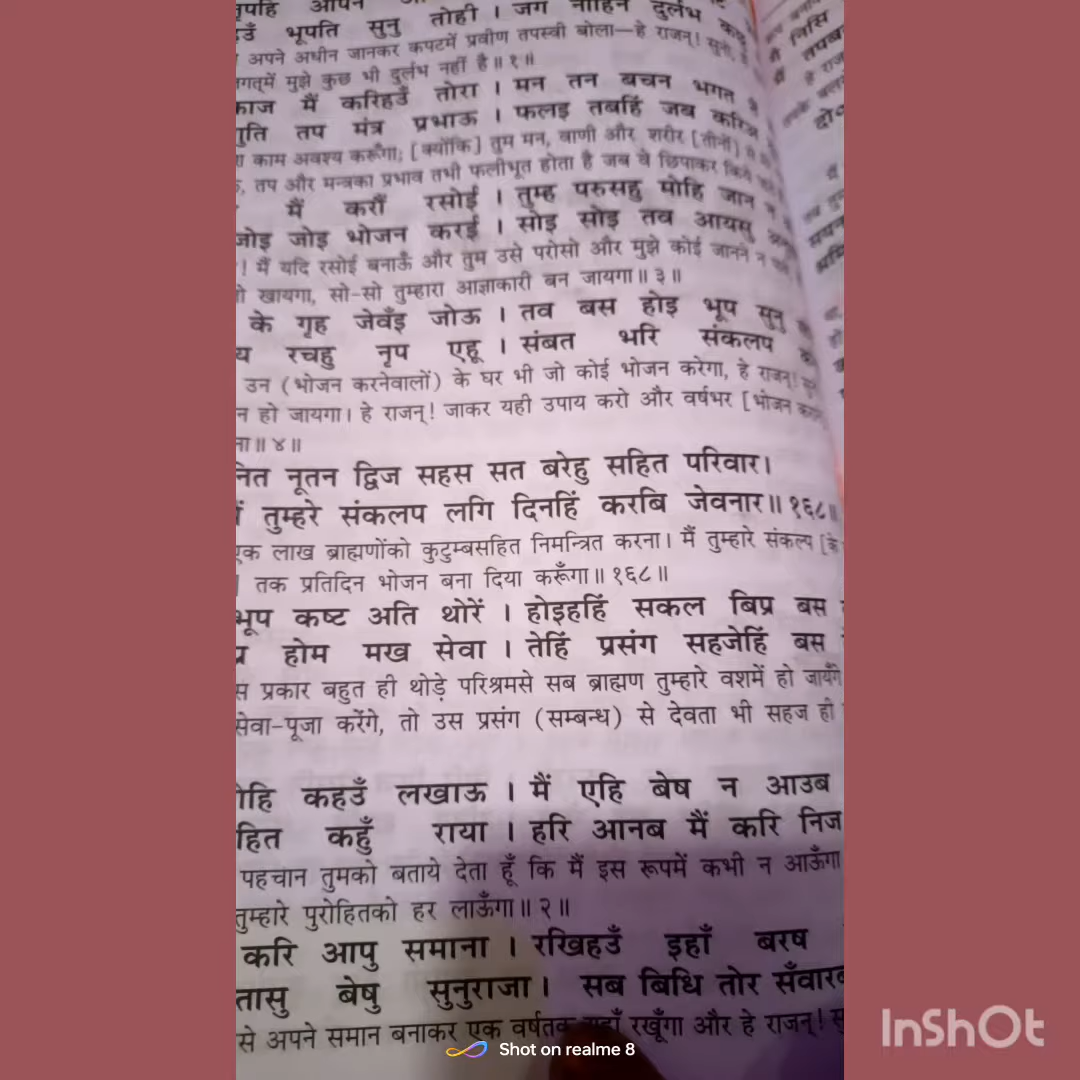 नृपहि आपन
उँ भूपति सुनु तोही । जग नाहिन दुर्लभ
अपने अधीन जानकर कपटमें प्रवीण तपस्वी बोला—हे राजन्! सुनो,
गत्‌में मुझे कुछ भी दुर्लभ नहीं है॥१॥
काज मैं करिहउँ तोरा । मन तन बचन भगत
गुति तप मंत्र प्रभाऊ । फलइ तबहिं जब करिअ
काम अवश्य करूँगा; [क्योंकि] तुम मन, वाणी और शरीर [तीनों]
तप और मन्त्रका प्रभाव तभी फलीभूत होता है जब वे छिपाकर किये
मैं करौं रसोई । तुम्ह परुसहु मोहि जान न
जोइ जोइ भोजन करई । सोइ सोइ तव आयसु
! मैं यदि रसोई बनाऊँ और तुम उसे परोसो और मुझे कोई जानने न
खायगा, सो-सो तुम्हारा आज्ञाकारी बन जायगा॥३॥
के गृह जेवँइ जोऊ । तव बस होइ भूप सुनु
य रचहु नृप एहू । संबत भरि संकलप
उन (भोजन करनेवालों) के घर भी जो कोई भोजन करेगा, हे राजन्!
न हो जायगा। हे राजन्! जाकर यही उपाय करो और वर्षभर [भोजन
ना॥४॥
नित नूतन द्विज सहस सत बरेहु सहित परिवार।
तुम्हरे संकलप लगि दिनहिं करबि जेवनार॥१६८॥
एक लाख ब्राह्मणोंको कुटुम्बसहित निमन्त्रित करना। मैं तुम्हारे संकल्प [के
तक प्रतिदिन भोजन बना दिया करूँगा॥१६८॥
भूप कष्ट अति थोरें । होइहहिं सकल बिप्र बस
प्र होम मख सेवा । तेहिं प्रसंग सहजेहिं बस
स प्रकार बहुत ही थोड़े परिश्रमसे सब ब्राह्मण तुम्हारे वशमें हो जायँगे
सेवा-पूजा करेंगे, तो उस प्रसंग (सम्बन्ध) से देवता भी सहज ही
ोहि कहउँ लखाऊ । मैं एहि बेष न आउब
हित कहुँ राया । हरि आनब मैं करि निज
पहचान तुमको बताये देता हूँ कि मैं इस रूपमें कभी न आऊँगा
तुम्हारे पुरोहितको हर लाऊँगा॥२॥
करि आपु समाना । रखिहउँ इहाँ बरष
तासु बेषु सुनुराजा । सब बिधि तोर सँवारब
से अपने समान बनाकर एक वर्षतक यहाँ रखूँगा और हे राजन्!
Shot on realme 8
InShOt